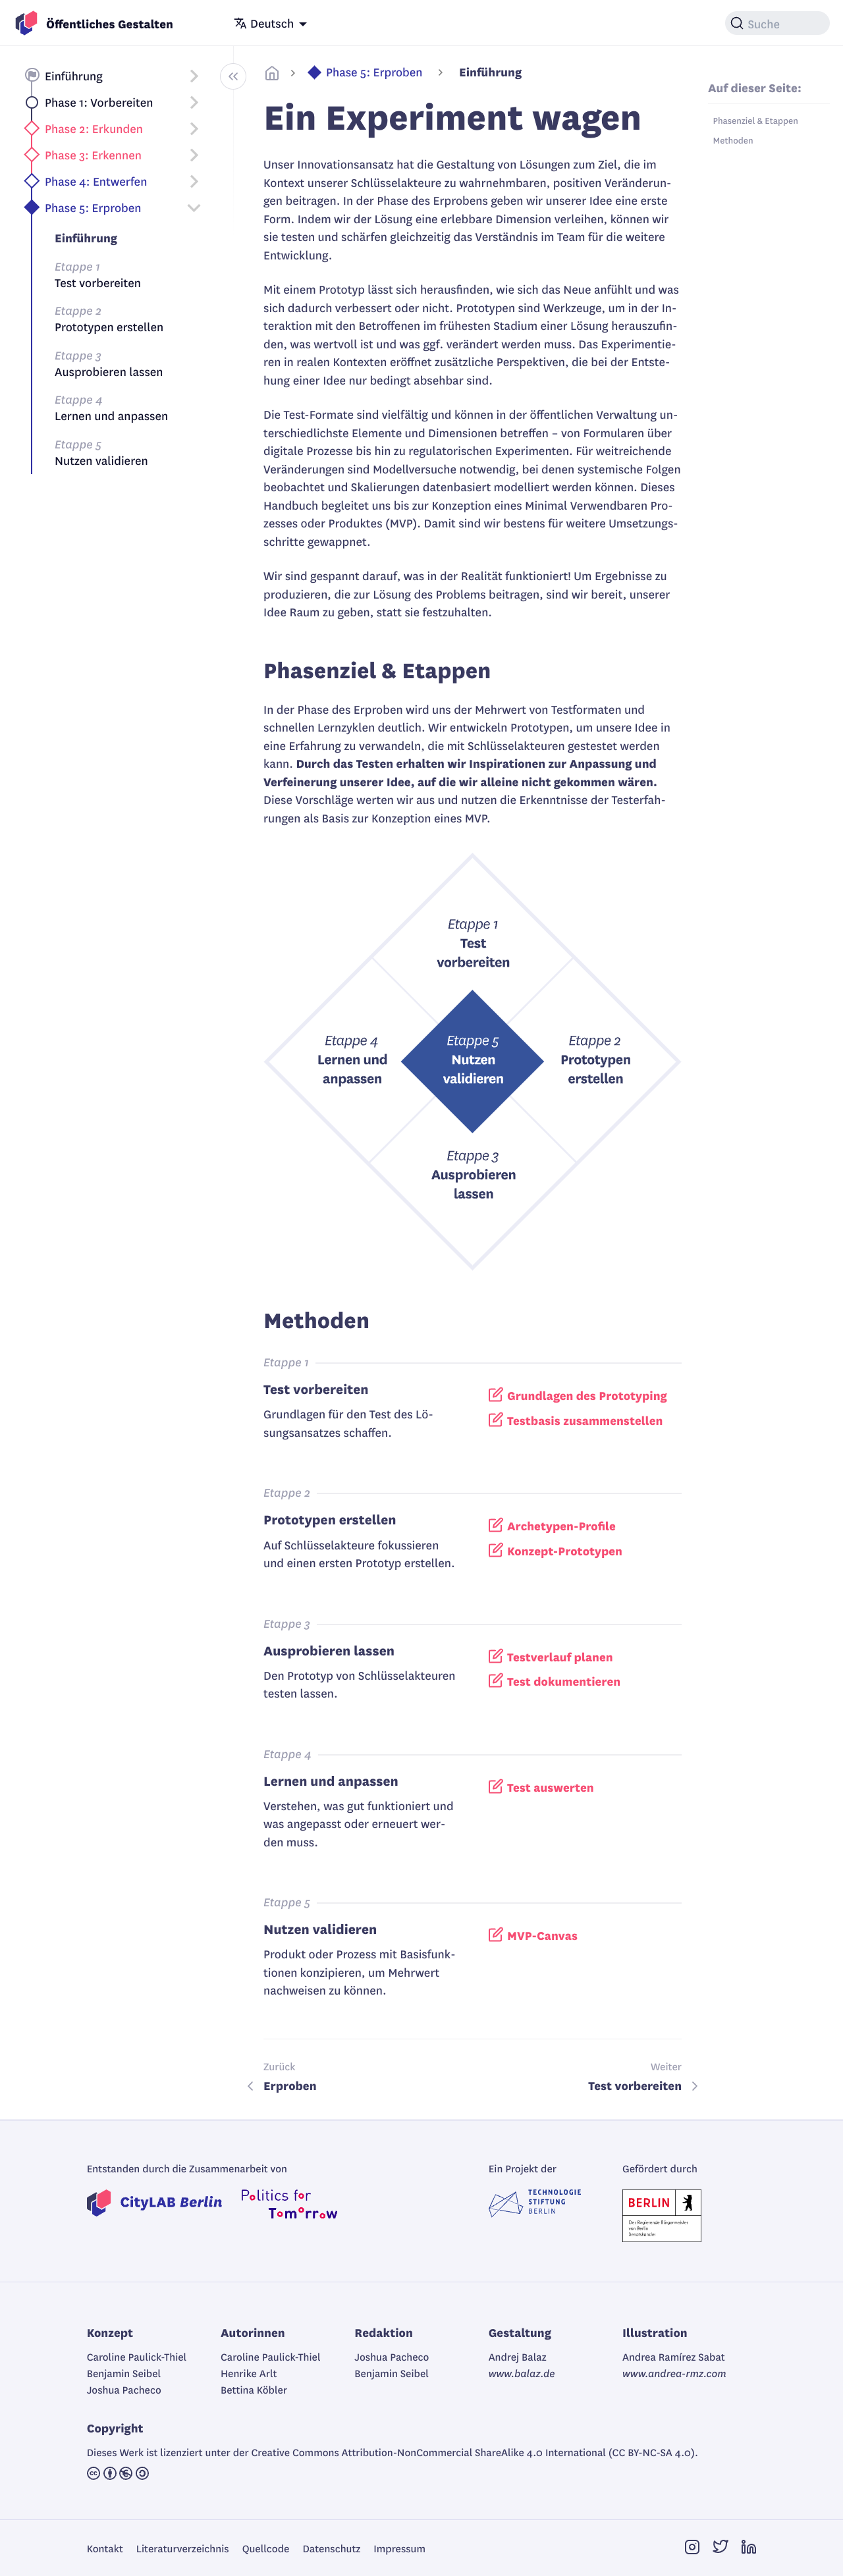 Öffentliches Gestalten
Deutsch
Suche
Einführung
Phase 1: Vorbereiten
Phase 2: Erkunden
Phase 3: Erkennen
Phase 4: Entwerfen
Phase 5: Erproben
Einführung
Etappe 1
Test vorbereiten
Etappe 2
Prototypen erstellen
Etappe 3
Ausprobieren lassen
Etappe 4
Lernen und anpassen
Etappe 5
Nutzen validieren
Phase 5: Erproben
Einführung
Ein Experiment wagen
Unser Innovationsansatz hat die Gestaltung von Lösungen zum Ziel, die im
Kontext unserer Schlüsselakteure zu wahrnehmbaren, positiven Veränderun-
gen beitragen. In der Phase des Erprobens geben wir unserer Idee eine erste
Form. Indem wir der Lösung eine erlebbare Dimension verleihen, können wir
sie testen und schärfen gleichzeitig das Verständnis im Team für die weitere
Entwicklung.
Mit einem Prototyp lässt sich herausfinden, wie sich das Neue anfühlt und was
sich dadurch verbessert oder nicht. Prototypen sind Werkzeuge, um in der In-
teraktion mit den Betroffenen im frühesten Stadium einer Lösung herauszufin-
den, was wertvoll ist und was ggf. verändert werden muss. Das Experimentie-
ren in realen Kontexten eröffnet zusätzliche Perspektiven, die bei der Entste-
hung einer Idee nur bedingt absehbar sind.
Die Test-Formate sind vielfältig und können in der öffentlichen Verwaltung un-
terschiedlichste Elemente und Dimensionen betreffen – von Formularen über
digitale Prozesse bis hin zu regulatorischen Experimenten. Für weitreichende
Veränderungen sind Modellversuche notwendig, bei denen systemische Folgen
beobachtet und Skalierungen datenbasiert modelliert werden können. Dieses
Handbuch begleitet uns bis zur Konzeption eines Minimal Verwendbaren Pro-
zesses oder Produktes (MVP). Damit sind wir bestens für weitere Umsetzungs-
schritte gewappnet.
Wir sind gespannt darauf, was in der Realität funktioniert! Um Ergebnisse zu
produzieren, die zur Lösung des Problems beitragen, sind wir bereit, unserer
Idee Raum zu geben, statt sie festzuhalten.
Phasenziel & Etappen
In der Phase des Erproben wird uns der Mehrwert von Testformaten und
schnellen Lernzyklen deutlich. Wir entwickeln Prototypen, um unsere Idee in
eine Erfahrung zu verwandeln, die mit Schlüsselakteuren gestestet werden
kann. Durch das Testen erhalten wir Inspirationen zur Anpassung und
Verfeinerung unserer Idee, auf die wir alleine nicht gekommen wären.
Diese Vorschläge werten wir aus und nutzen die Erkenntnisse der Testerfah-
rungen als Basis zur Konzeption eines MVP.
Etappe 1
Test
vorbereiten
Etappe 4
Lernen und
anpassen
Etappe 5
Nutzen
validieren
Etappe 2
Prototypen
erstellen
Etappe 3
Ausprobieren
lassen
Methoden
Etappe 1
Test vorbereiten
Grundlagen für den Test des Lö-
sungsansatzes schaffen.
Grundlagen des Prototyping
Testbasis zusammenstellen
Etappe 2
Prototypen erstellen
Auf Schlüsselakteure fokussieren
und einen ersten Prototyp erstellen.
Archetypen-Profile
Konzept-Prototypen
Etappe 3
Ausprobieren lassen
Den Prototyp von Schlüsselakteuren
testen lassen.
Testverlauf planen
Test dokumentieren
Etappe 4
Lernen und anpassen
Verstehen, was gut funktioniert und
was angepasst oder erneuert wer-
den muss.
Test auswerten
Etappe 5
Nutzen validieren
Produkt oder Prozess mit Basisfunk-
tionen konzipieren, um Mehrwert
nachweisen zu können.
MVP-Canvas
Zurück
Erproben
Weiter
Test vorbereiten
Auf dieser Seite:
Phasenziel & Etappen
Methoden
Entstanden durch die Zusammenarbeit von
CityLAB Berlin
Politics for
Tomorrow
Ein Projekt der
TECHNOLOGIE
STIFTUNG
BERLIN
Gefördert durch
BERLIN
Der Regierende Bürgermeister
von Berlin
Senatskanzlei
Konzept
Caroline Paulick-Thiel
Benjamin Seibel
Joshua Pacheco
Autorinnen
Caroline Paulick-Thiel
Henrike Arlt
Bettina Köbler
Redaktion
Joshua Pacheco
Benjamin Seibel
Gestaltung
Andrej Balaz
www.balaz.de
Illustration
Andrea Ramírez Sabat
www.andrea-rmz.com
Copyright
Dieses Werk ist lizenziert unter der Creative Commons Attribution-NonCommercial ShareAlike 4.0 International (CC BY-NC-SA 4.0).
Kontakt
Literaturverzeichnis
Quellcode
Datenschutz
Impressum